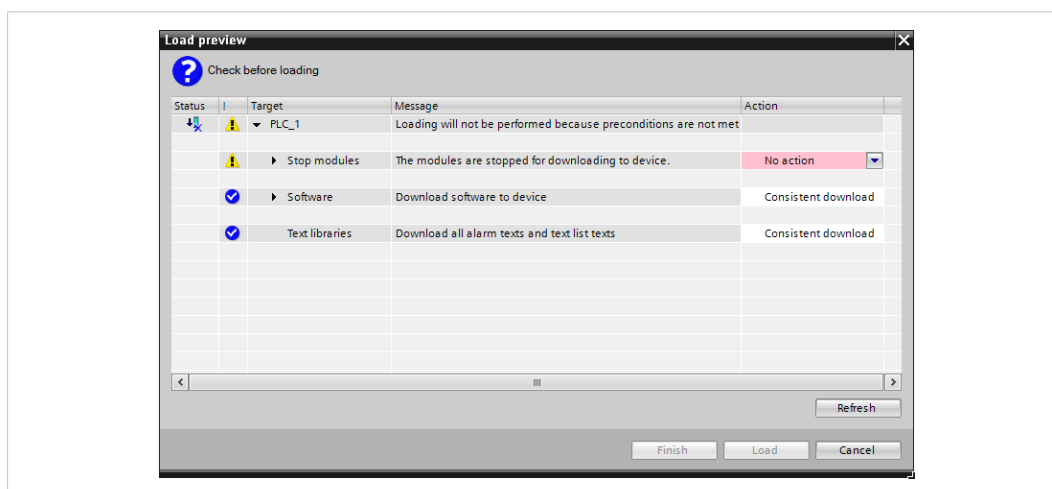 Load preview
Check before loading
Status ! Target Message Action
PLC_1 Loading will not be performed because preconditions are not met
Stop modules The modules are stopped for downloading to device. No action
Software Download software to device Consistent download
Text libraries Download all alarm texts and text list texts Consistent download
Refresh
Finish Load Cancel